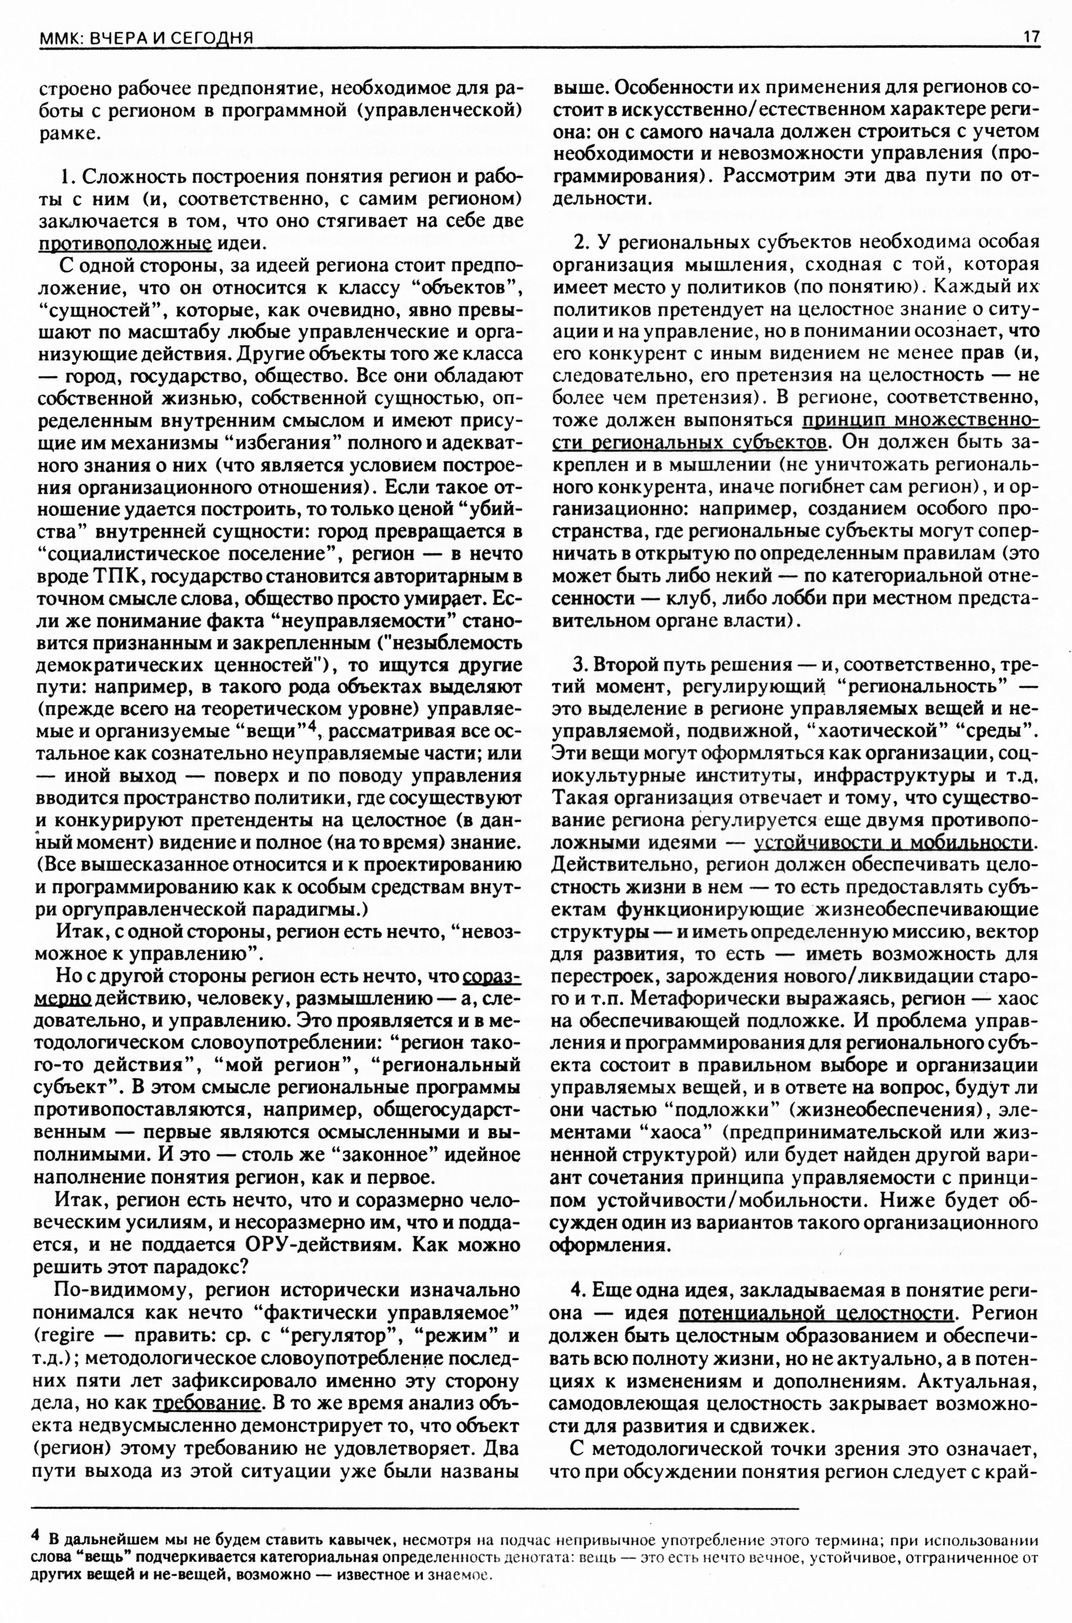 ММК: ВЧЕРА И СЕГОДНЯ 17
строено рабочее предпонятие, необходимое для ра-
боты с регионом в программной (управленческой)
рамке.
1. Сложность построения понятия регион и рабо-
ты с ним (и, соответственно, с самим регионом)
заключается в том, что оно стягивает на себе две
противоположные идеи.
С одной стороны, за идеей региона стоит предпо-
ложение, что он относится к классу “объектов”,
“сущностей”, которые, как очевидно, явно превы-
шают по масштабу любые управленческие и орга-
низующие действия. Другие объекты того же класса
— город, государство, общество. Все они обладают
собственной жизнью, собственной сущностью, оп-
ределенным внутренним смыслом и имеют прису-
щие им механизмы “избегания” полного и адекват-
ного знания о них (что является условием построе-
ния организационного отношения). Если такое от-
ношение удается построить, то только ценой “убий-
ства” внутренней сущности: город превращается в
“социалистическое поселение”, регион — в нечто
вроде ТПК, государство становится авторитарным в
точном смысле слова, общество просто умирает. Ес-
ли же понимание факта “неуправляемости” стано-
вится признанным и закрепленным ("незыблемость
демократических ценностей"), то ищутся другие
пути: например, в такого рода объектах выделяют
(прежде всего на теоретическом уровне) управляе-
мые и организуемые “вещи”⁴, рассматривая все ос-
тальное как сознательно неуправляемые части; или
— иной выход — поверх и по поводу управления
вводится пространство политики, где сосуществуют
и конкурируют претенденты на целостное (в дан-
ный момент) видение и полное (на то время) знание.
(Все вышесказанное относится и к проектированию
и программированию как к особым средствам внут-
ри оргуправленческой парадигмы.)
Итак, с одной стороны, регион есть нечто, “невоз-
можное к управлению”.
Но с другой стороны регион есть нечто, что сораз-
мерно действию, человеку, размышлению — а, сле-
довательно, и управлению. Это проявляется и в ме-
тодологическом словоупотреблении: “регион тако-
го-то действия”, “мой регион”, “региональный
субъект”. В этом смысле региональные программы
противопоставляются, например, общегосударст-
венным — первые являются осмысленными и вы-
полнимыми. И это — столь же “законное” идейное
наполнение понятия регион, как и первое.
Итак, регион есть нечто, что и соразмерно чело-
веческим усилиям, и несоразмерно им, что и подда-
ется, и не поддается ОРУ-действиям. Как можно
решить этот парадокс?
По-видимому, регион исторически изначально
понимался как нечто “фактически управляемое”
(regire — править: ср. с “регулятор”, “режим” и
т.д.); методологическое словоупотребление послед-
них пяти лет зафиксировало именно эту сторону
дела, но как требование. В то же время анализ объ-
екта недвусмысленно демонстрирует то, что объект
(регион) этому требованию не удовлетворяет. Два
пути выхода из этой ситуации уже были названы
выше. Особенности их применения для регионов со-
стоит в искусственно/естественном характере реги-
она: он с самого начала должен строиться с учетом
необходимости и невозможности управления (про-
граммирования). Рассмотрим эти два пути по от-
дельности.
2. У региональных субъектов необходима особая
организация мышления, сходная с той, которая
имеет место у политиков (по понятию). Каждый их
политиков претендует на целостное знание о ситу-
ации и на управление, но в понимании осознает, что
его конкурент с иным видением не менее прав (и,
следовательно, его претензия на целостность — не
более чем претензия). В регионе, соответственно,
тоже должен выпоняться принцип множественно-
сти региональных субъектов. Он должен быть за-
креплен и в мышлении (не уничтожать региональ-
ного конкурента, иначе погибнет сам регион), и ор-
ганизационно: например, созданием особого про-
странства, где региональные субъекты могут сопер-
ничать в открытую по определенным правилам (это
может быть либо некий — по категориальной отне-
сенности — клуб, либо лобби при местном предста-
вительном органе власти).
3. Второй путь решения — и, соответственно, тре-
тий момент, регулирующий “региональность” —
это выделение в регионе управляемых вещей и не-
управляемой, подвижной, “хаотической” “среды”.
Эти вещи могут оформляться как организации, соц-
иокультурные институты, инфраструктуры и т.д.
Такая организация отвечает и тому, что существо-
вание региона регулируется еще двумя противопо-
ложными идеями — устойчивости и мобильности.
Действительно, регион должен обеспечивать цело-
стность жизни в нем — то есть предоставлять субъ-
ектам функционирующие жизнеобеспечивающие
структуры — и иметь определенную миссию, вектор
для развития, то есть — иметь возможность для
перестроек, зарождения нового/ликвидации старо-
го и т.п. Метафорически выражаясь, регион — хаос
на обеспечивающей подложке. И проблема управ-
ления и программирования для регионального субъ-
екта состоит в правильном выборе и организации
управляемых вещей, и в ответе на вопрос, будут ли
они частью “подложки” (жизнеобеспечения), эле-
ментами “хаоса” (предпринимательской или жиз-
ненной структурой) или будет найден другой вари-
ант сочетания принципа управляемости с принци-
пом устойчивости/мобильности. Ниже будет об-
сужден один из вариантов такого организационного
оформления.
4. Еще одна идея, закладываемая в понятие реги-
она — идея потенциальной целостности. Регион
должен быть целостным образованием и обеспечи-
вать всю полноту жизни, но не актуально, а в потен-
циях к изменениям и дополнениям. Актуальная,
самодовлеющая целостность закрывает возможно-
сти для развития и сдвижек.
С методологической точки зрения это означает,
что при обсуждении понятия регион следует с край-
4 В дальнейшем мы не будем ставить кавычек, несмотря на подчас непривычное употребление этого термина; при использовании
слова “вещь” подчеркивается категориальная определенность денотата: вещь — это есть нечто вечное, устойчивое, отграниченное от
других вещей и не-вещей, возможно — известное и знаемое.